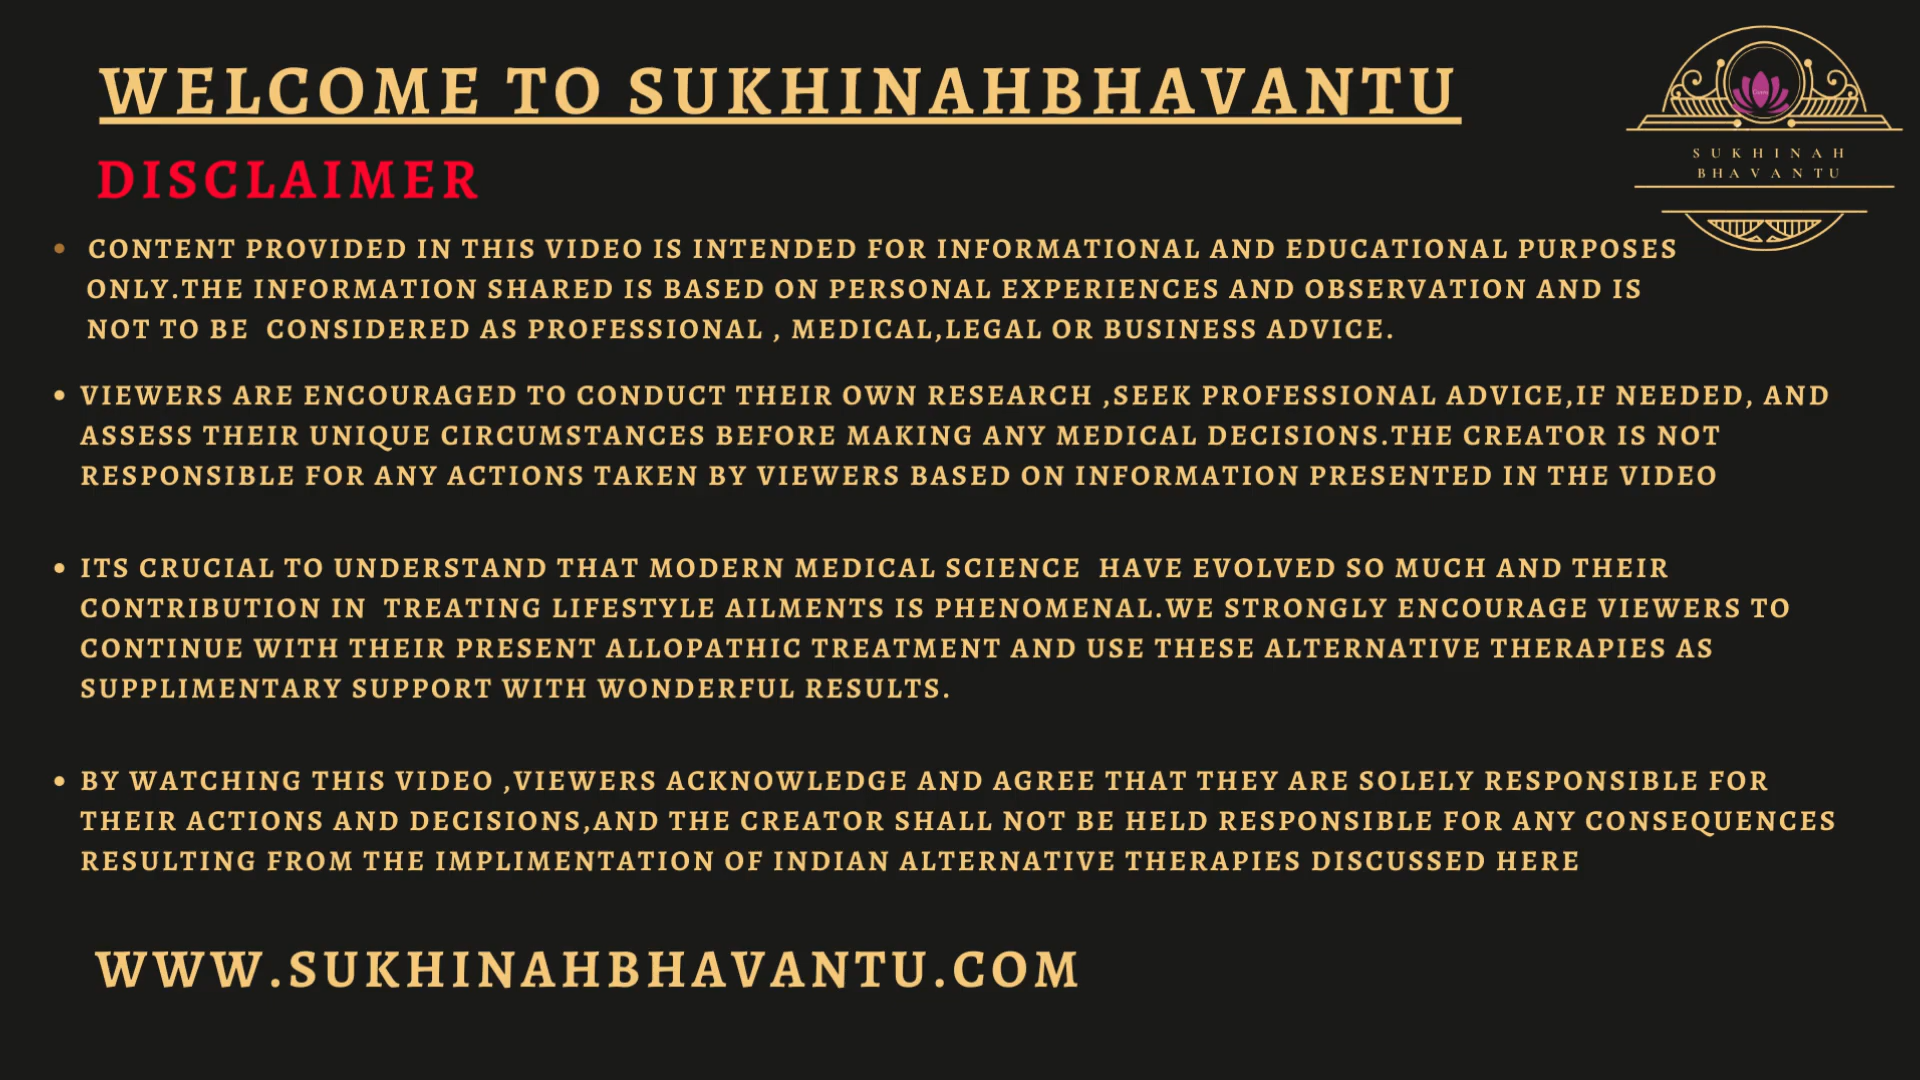 WELCOME TO SUKHINAHBHAVANTU
SUKHINAH
BHAVANTU
DISCLAIMER
• CONTENT PROVIDED IN THIS VIDEO IS INTENDED FOR INFORMATIONAL AND EDUCATIONAL PURPOSES
ONLY.THE INFORMATION SHARED IS BASED ON PERSONAL EXPERIENCES AND OBSERVATION AND IS
NOT TO BE CONSIDERED AS PROFESSIONAL , MEDICAL,LEGAL OR BUSINESS ADVICE.
• VIEWERS ARE ENCOURAGED TO CONDUCT THEIR OWN RESEARCH ,SEEK PROFESSIONAL ADVICE,IF NEEDED, AND
ASSESS THEIR UNIQUE CIRCUMSTANCES BEFORE MAKING ANY MEDICAL DECISIONS.THE CREATOR IS NOT
RESPONSIBLE FOR ANY ACTIONS TAKEN BY VIEWERS BASED ON INFORMATION PRESENTED IN THE VIDEO
• ITS CRUCIAL TO UNDERSTAND THAT MODERN MEDICAL SCIENCE HAVE EVOLVED SO MUCH AND THEIR
CONTRIBUTION IN TREATING LIFESTYLE AILMENTS IS PHENOMENAL.WE STRONGLY ENCOURAGE VIEWERS TO
CONTINUE WITH THEIR PRESENT ALLOPATHIC TREATMENT AND USE THESE ALTERNATIVE THERAPIES AS
SUPPLIMENTARY SUPPORT WITH WONDERFUL RESULTS.
• BY WATCHING THIS VIDEO ,VIEWERS ACKNOWLEDGE AND AGREE THAT THEY ARE SOLELY RESPONSIBLE FOR
THEIR ACTIONS AND DECISIONS,AND THE CREATOR SHALL NOT BE HELD RESPONSIBLE FOR ANY CONSEQUENCES
RESULTING FROM THE IMPLIMENTATION OF INDIAN ALTERNATIVE THERAPIES DISCUSSED HERE
WWW.SUKHINAHBHAVANTU.COM